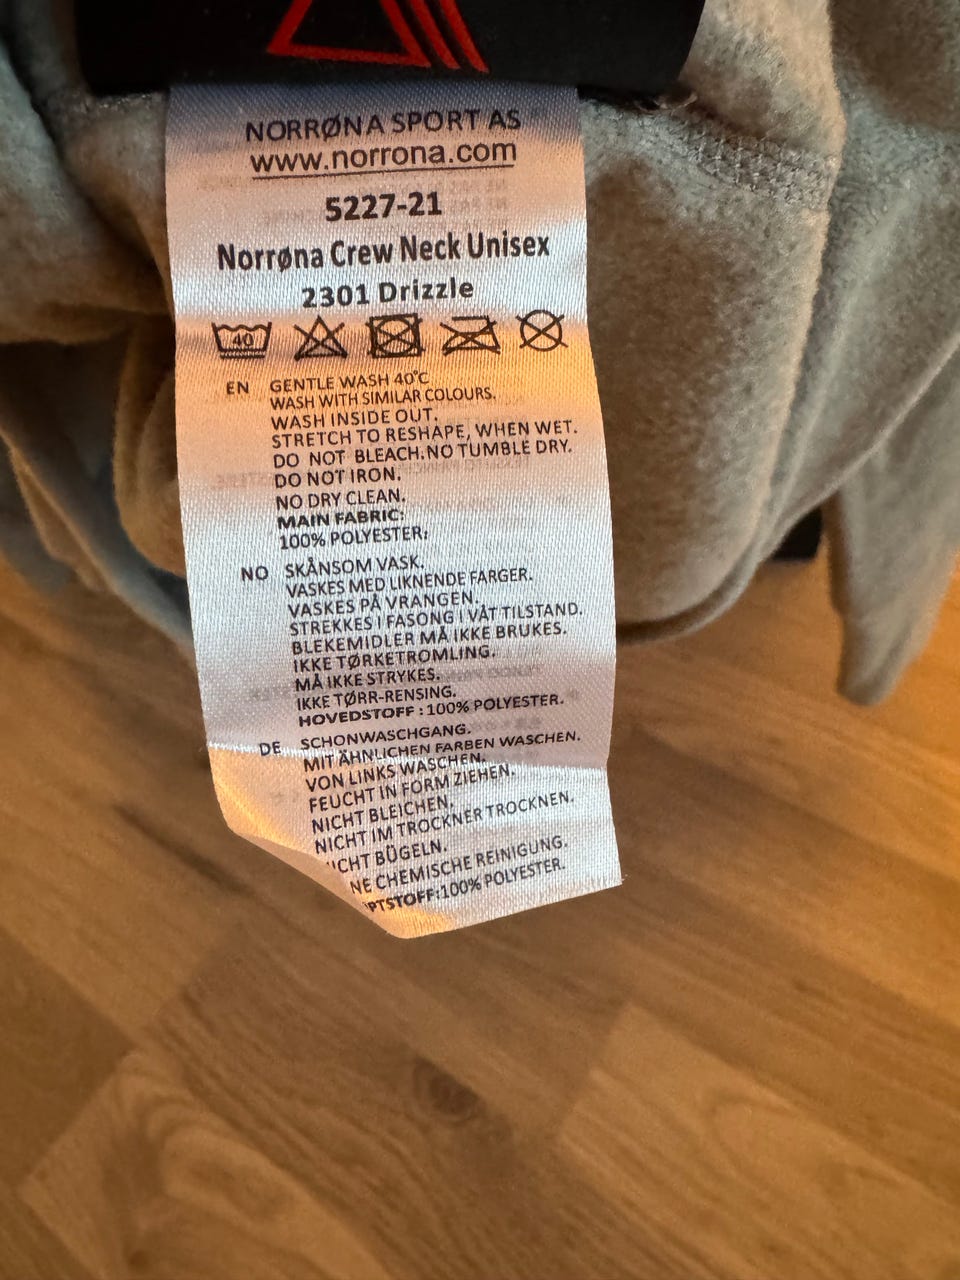 NORRØNA SPORT AS
www.norrona.com
5227-21
Norrøna Crew Neck Unisex
2301 Drizzle
40
EN GENTLE WASH 40°C
WASH WITH SIMILAR COLOURS.
WASH INSIDE OUT.
STRETCH TO RESHAPE, WHEN WET.
DO NOT BLEACH.NO TUMBLE DRY.
DO NOT IRON.
NO DRY CLEAN.
MAIN FABRIC:
100% POLYESTER;
NO SKÅNSOM VASK.
VASKES MED LIKNENDE FARGER.
VASKES PÅ VRANGEN.
STREKKES I FASONG I VÅT TILSTAND.
BLEKEMIDLER MÅ IKKE BRUKES.
IKKE TØRKETROMLING.
MÅ IKKE STRYKES.
IKKE TØRR-RENSING.
HOVEDSTOFF : 100% POLYESTER.
DE SCHONWASCHGANG.
MIT ÄHNLICHEN FARBEN WASCHEN.
VON LINKS WASCHEN.
FEUCHT IN FORM ZIEHEN.
NICHT BLEICHEN.
NICHT IM TROCKNER TROCKNEN.
ICHT BÜGELN.
NE CHEMISCHE REINIGUNG.
PTSTOFF:100% POLYESTER.